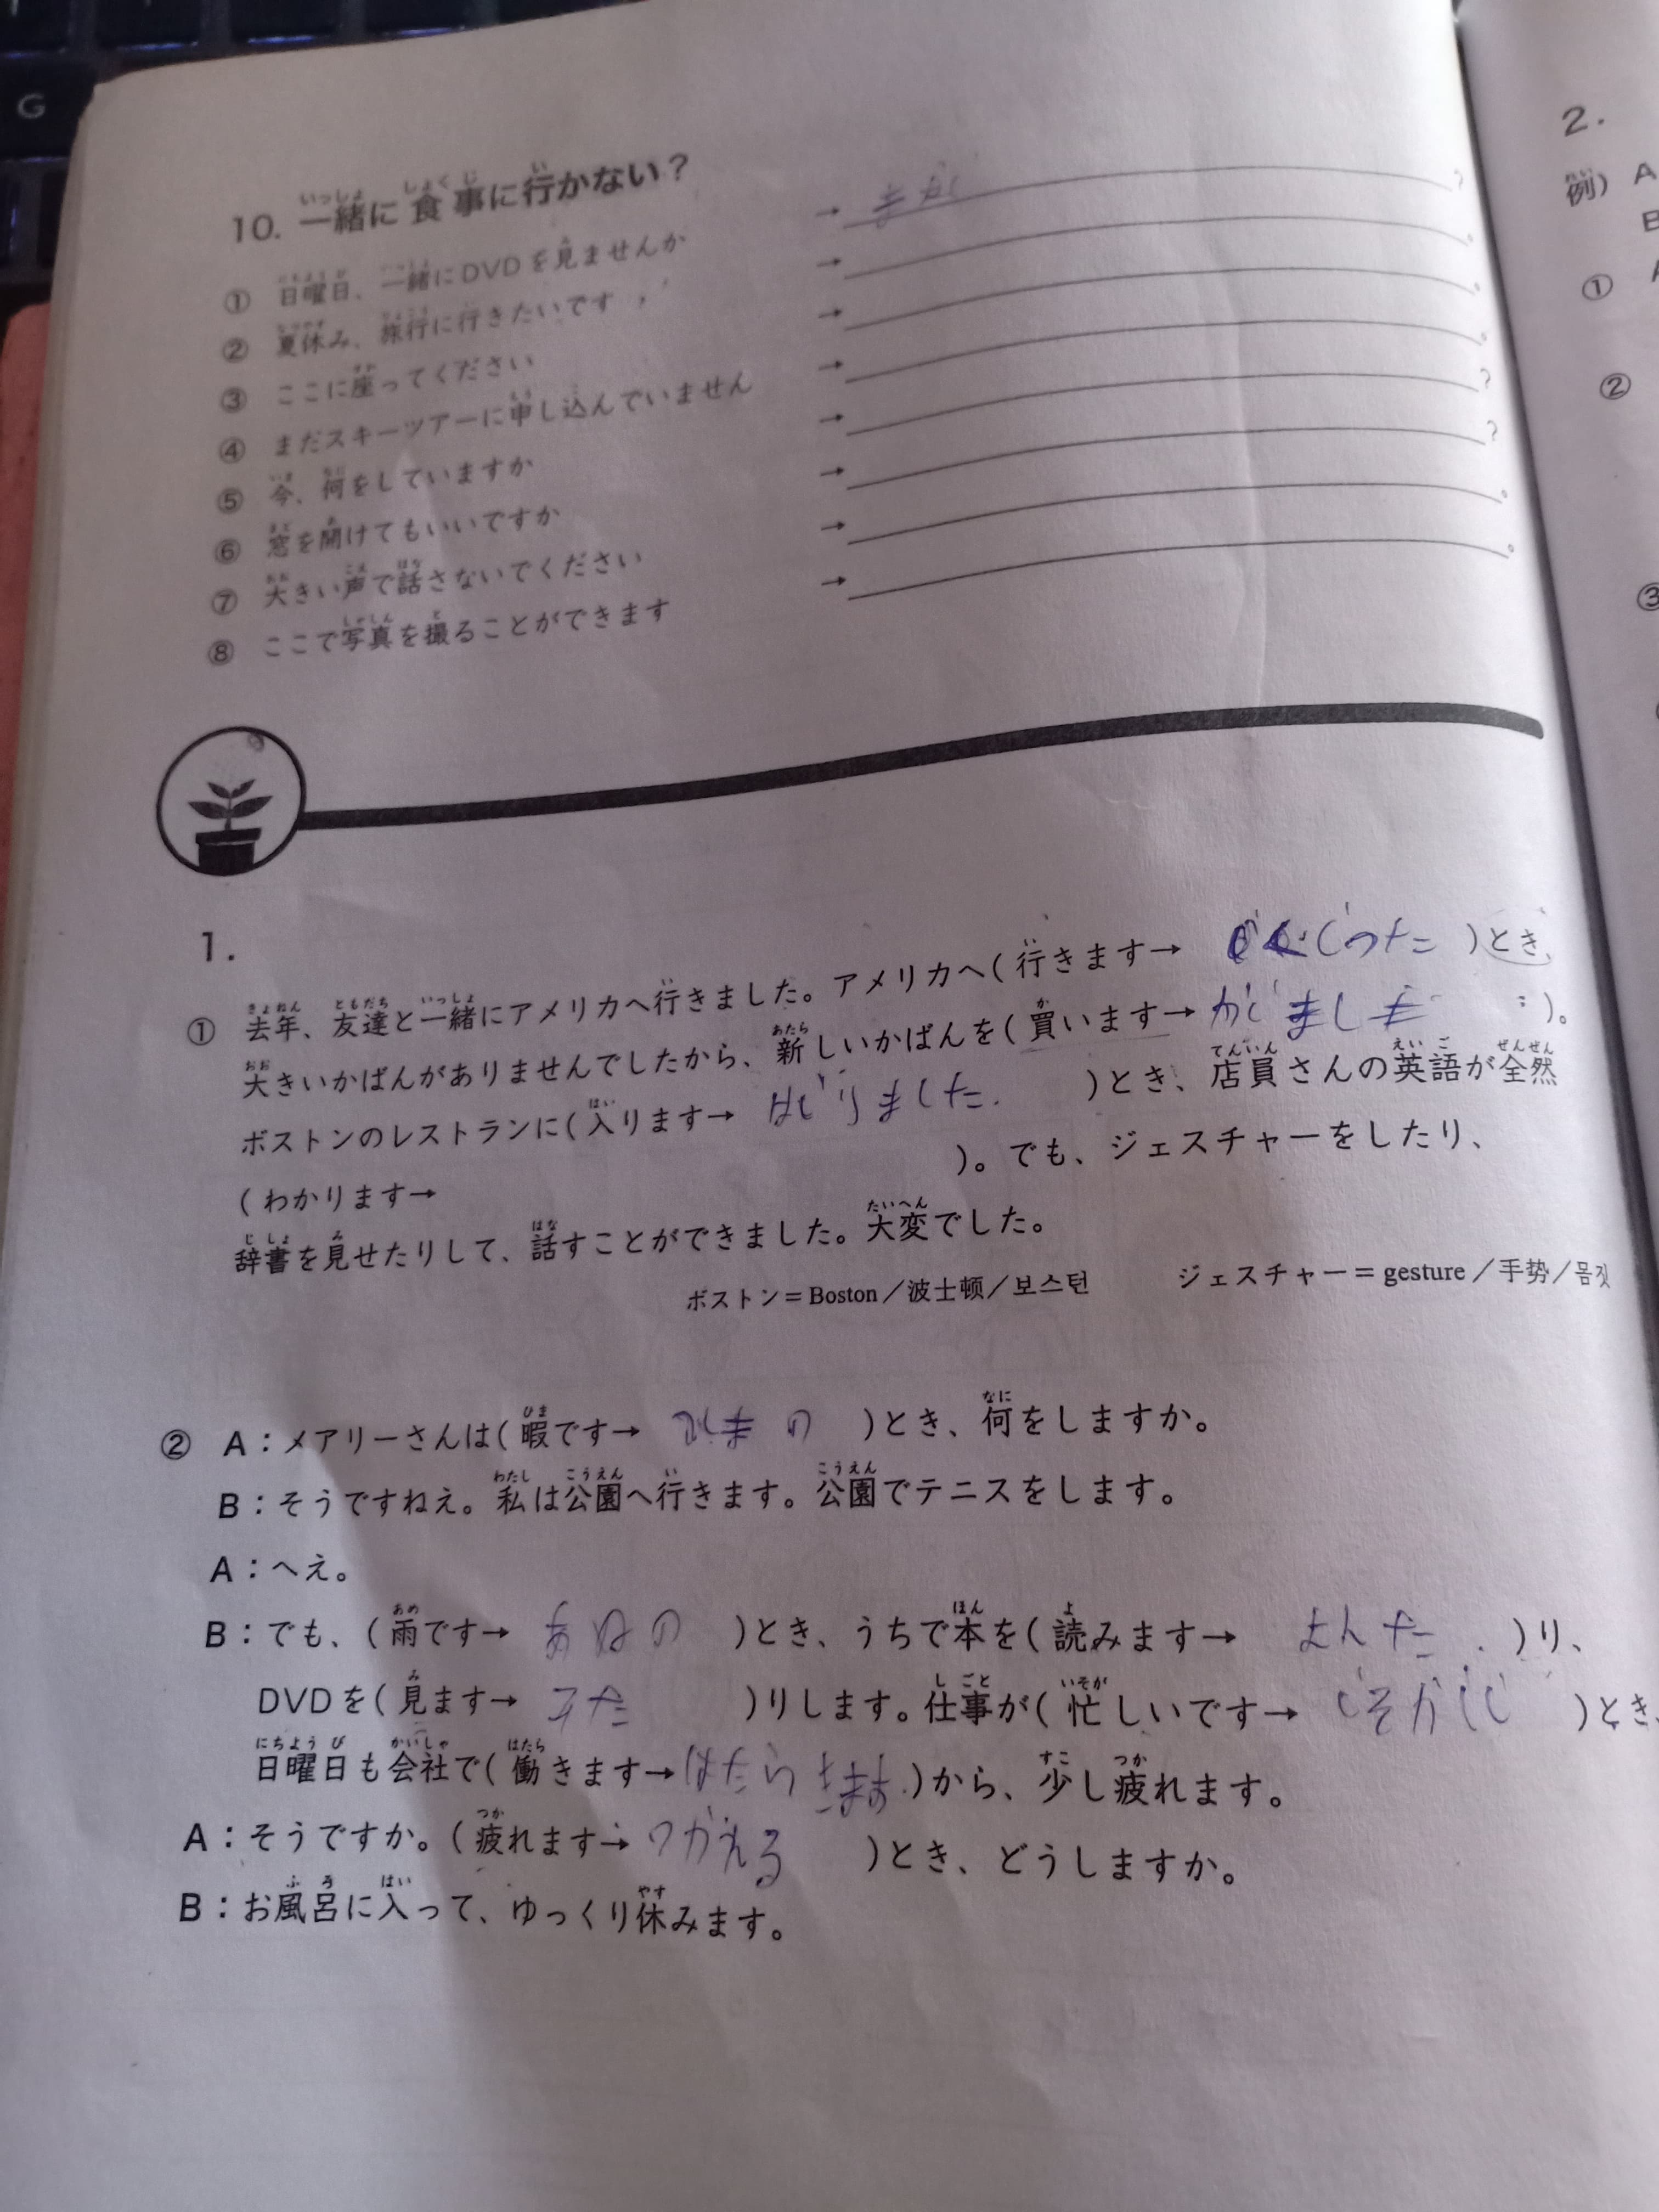 G
10. 一緒に食事に行かない？
① 日曜日、一緒にDVDを見ませんか → ?
② 夏休み、旅行に行きたいです → 。
③ ここに座ってください → 。
④ まだスキーツアーに申し込んでいません → 。
⑤ 今、何をしていますか → ?
⑥ 窓を開けてもいいですか → ?
⑦ 大きい声で話さないでください → 。
⑧ ここで写真を撮ることができます → 。
1.
① 去年、友達と一緒にアメリカへ行きました。アメリカへ(行きます→ いった )とき、
大きいかばんがありませんでしたから、新しいかばんを(買います→ かいました )。
ボストンのレストランに(入ります→ はいりました. )とき、店員さんの英語が全然
(わかります→ )。でも、ジェスチャーをしたり、
辞書を見せたりして、話すことができました。大変でした。
ボストン＝Boston／波士顿／보스턴 ジェスチャー＝gesture／手势／몸짓
② A：メアリーさんは(暇です→ ひまの )とき、何をしますか。
B：そうですねえ。私は公園へ行きます。公園でテニスをします。
A：へえ。
B：でも、(雨です→ あめの )とき、うちで本を(読みます→ よんだ )り、
DVDを(見ます→ みた )りします。仕事が(忙しいです→ いそがしい )とき、
日曜日も会社で(働きます→ はたらきます )から、少し疲れます。
A：そうですか。(疲れます→ つかえる )とき、どうしますか。
B：お風呂に入って、ゆっくり休みます。
2.
例) A
B
①
②
③